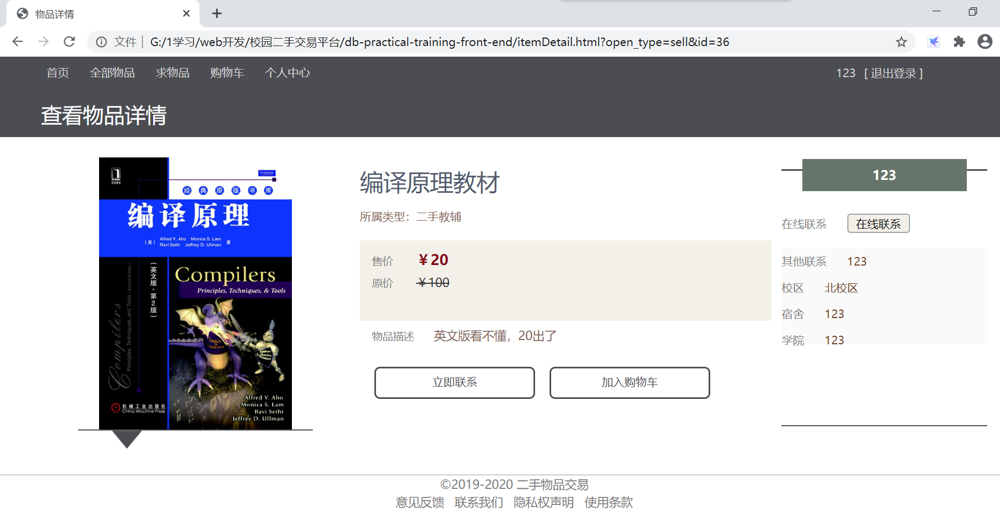 物品详情
文件 G:/1学习/web开发/校园二手交易平台/db-practical-training-front-end/itemDetail.html?open_type=sell&id=36
首页 全部物品 求物品 购物车 个人中心 123 [ 退出登录 ]
查看物品详情
PEARSON
经典原版书库
编译原理
(美) Alfred V. Aho Monica S. Lam
Ravi Sethi Jeffrey D. Ullman 著
(英文版·第2版)
Compilers
Principles, Techniques, and Tools (Second Edition)
Compilers
Principles, Techniques, & Tools
Alfred V. Aho
Monica S. Lam
Ravi Sethi
Jeffrey D. Ullman
机械工业出版社
China Machine Press
编译原理教材
所属类型：二手教辅
售价 ￥20
原价 ￥100
物品描述 英文版看不懂，20出了
立即联系 加入购物车
123
在线联系 在线联系
其他联系 123
校区 北校区
宿舍 123
学院 123
©2019-2020 二手物品交易
意见反馈 联系我们 隐私权声明 使用条款